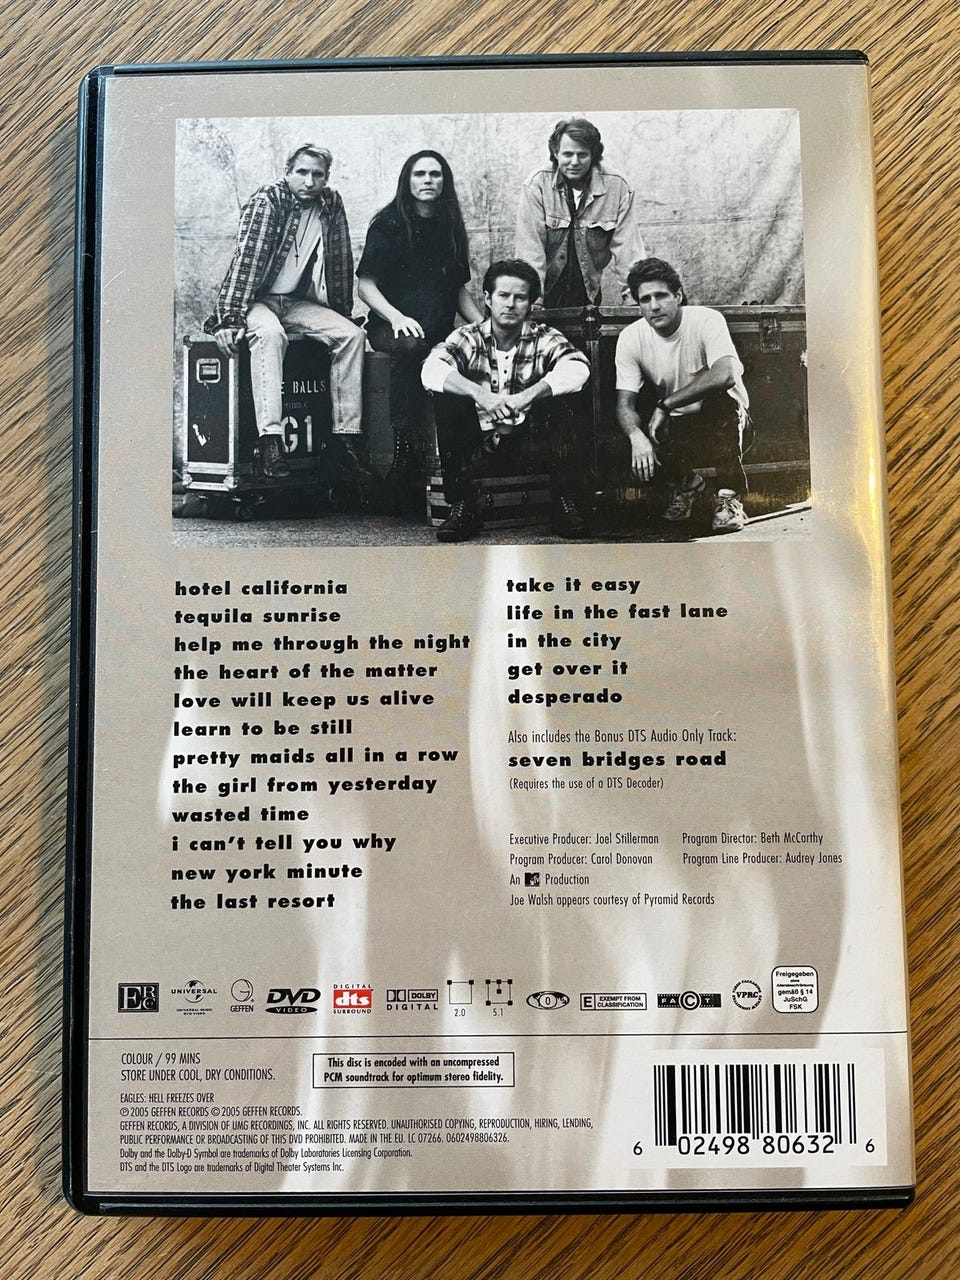 E BALLS
G1
hotel california
tequila sunrise
help me through the night
the heart of the matter
love will keep us alive
learn to be still
pretty maids all in a row
the girl from yesterday
wasted time
i can't tell you why
new york minute
the last resort
take it easy
life in the fast lane
in the city
get over it
desperado
Also includes the Bonus DTS Audio Only Track:
seven bridges road
(Requires the use of a DTS Decoder)
Executive Producer: Joel Stillerman
Program Producer: Carol Donovan
An MTV Production
Joe Walsh appears courtesy of Pyramid Records
Program Director: Beth McCarthy
Program Line Producer: Audrey Jones
UNIVERSAL
UNIVERSAL MUSIC
GEFFEN
DVD
VIDEO
DIGITAL
dts
SURROUND
DOLBY
DIGITAL
2.0
5.1
0
E EXEMPT FROM CLASSIFICATION
FACT
VPRC
Freigegeben
ohne
Altersbeschränkung
gemäß § 14
JuSchG
FSK
COLOUR / 99 MINS
STORE UNDER COOL, DRY CONDITIONS.
This disc is encoded with an uncompressed
PCM soundtrack for optimum stereo fidelity.
EAGLES: HELL FREEZES OVER
℗ 2005 GEFFEN RECORDS © 2005 GEFFEN RECORDS.
GEFFEN RECORDS, A DIVISION OF UMG RECORDINGS, INC. ALL RIGHTS RESERVED. UNAUTHORISED COPYING, REPRODUCTION, HIRING, LENDING,
PUBLIC PERFORMANCE OR BROADCASTING OF THIS DVD PROHIBITED. MADE IN THE EU. LC 07266. 0602498806326.
Dolby and the Dolby-D Symbol are trademarks of Dolby Laboratories Licensing Corporation.
DTS and the DTS Logo are trademarks of Digital Theater Systems Inc.
6 02498 80632 6